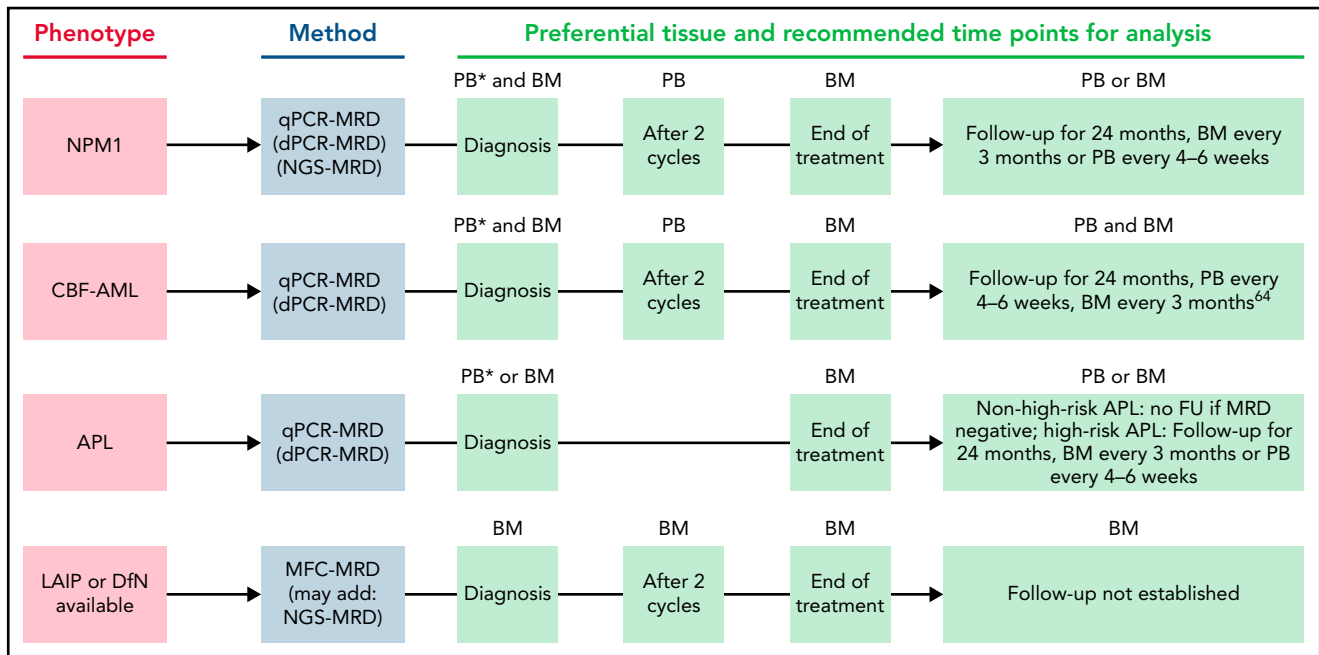 Phenotype
Method
Preferential tissue and recommended time points for analysis
PB* and BM
PB
BM
PB or BM
NPM1
qPCR-MRD
(dPCR-MRD)
(NGS-MRD)
Diagnosis
After 2
cycles
End of
treatment
Follow-up for 24 months, BM every
3 months or PB every 4–6 weeks
PB* and BM
PB
BM
PB and BM
CBF-AML
qPCR-MRD
(dPCR-MRD)
Diagnosis
After 2
cycles
End of
treatment
Follow-up for 24 months, PB every
4–6 weeks, BM every 3 months64
PB* or BM
BM
PB or BM
APL
qPCR-MRD
(dPCR-MRD)
Diagnosis
End of
treatment
Non-high-risk APL: no FU if MRD
negative; high-risk APL: Follow-up for
24 months, BM every 3 months or PB
every 4–6 weeks
BM
BM
BM
BM
LAIP or DfN
available
MFC-MRD
(may add:
NGS-MRD)
Diagnosis
After 2
cycles
End of
treatment
Follow-up not established